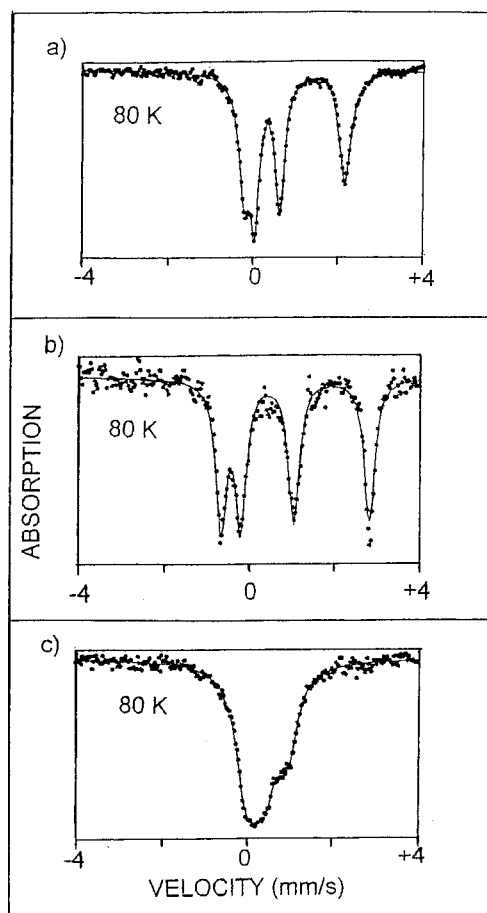 a)
80 K
-4 0 +4
b)
80 K
-4 0 +4
ABSORPTION
c)
80 K
-4 0 +4
VELOCITY (mm/s)